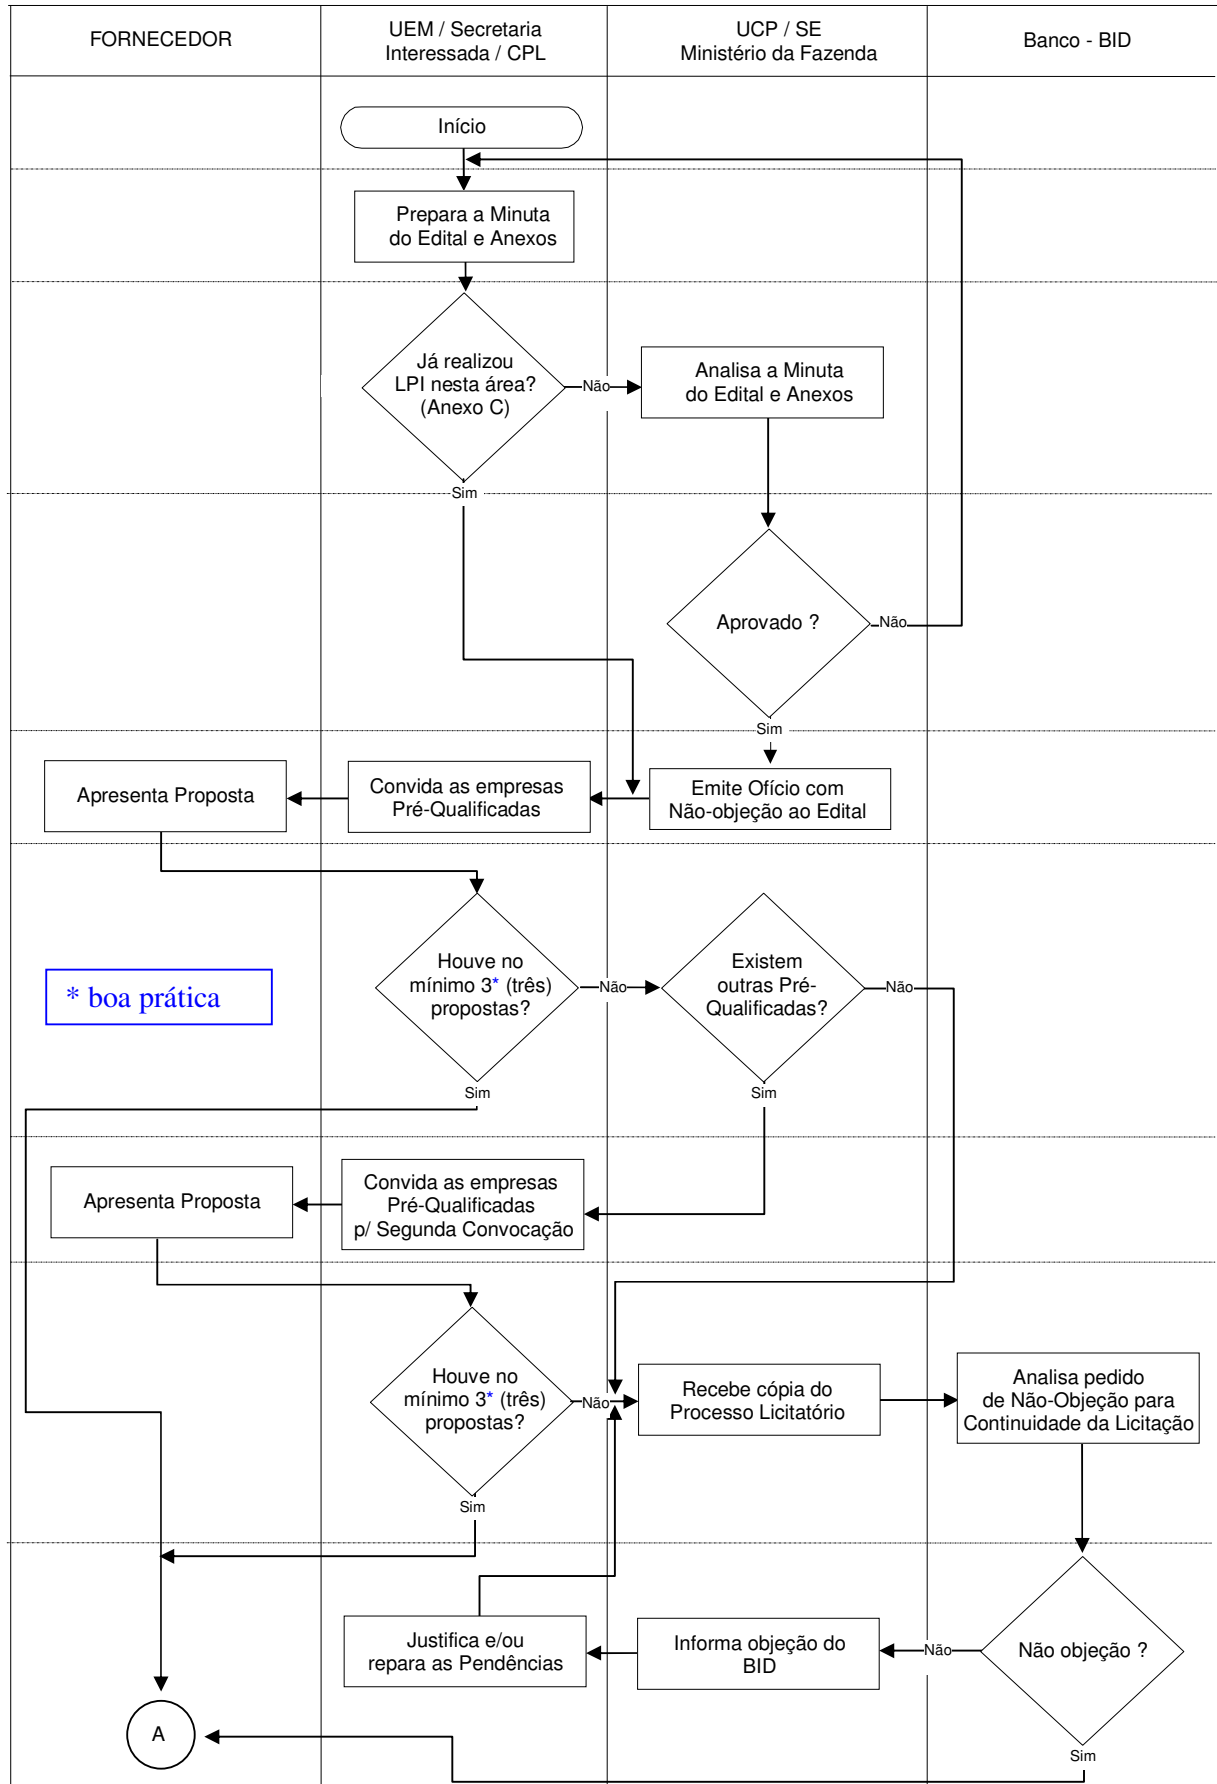 FORNECEDOR
UEM / Secretaria
Interessada / CPL
UCP / SE
Ministério da Fazenda
Banco - BID
Início
Prepara a Minuta
do Edital e Anexos
Já realizou
LPI nesta área?
(Anexo C)
Não
Analisa a Minuta
do Edital e Anexos
Sim
Aprovado ?
Não
Sim
Apresenta Proposta
Convida as empresas
Pré-Qualificadas
Emite Ofício com
Não-objeção ao Edital
* boa prática
Houve no
mínimo 3* (três)
propostas?
Não
Existem
outras Pré-
Qualificadas?
Não
Sim
Sim
Apresenta Proposta
Convida as empresas
Pré-Qualificadas
p/ Segunda Convocação
Houve no
mínimo 3* (três)
propostas?
Não
Recebe cópia do
Processo Licitatório
Analisa pedido
de Não-Objeção para
Continuidade da Licitação
Sim
Justifica e/ou
repara as Pendências
Informa objeção do
BID
Não
Não objeção ?
A
Sim